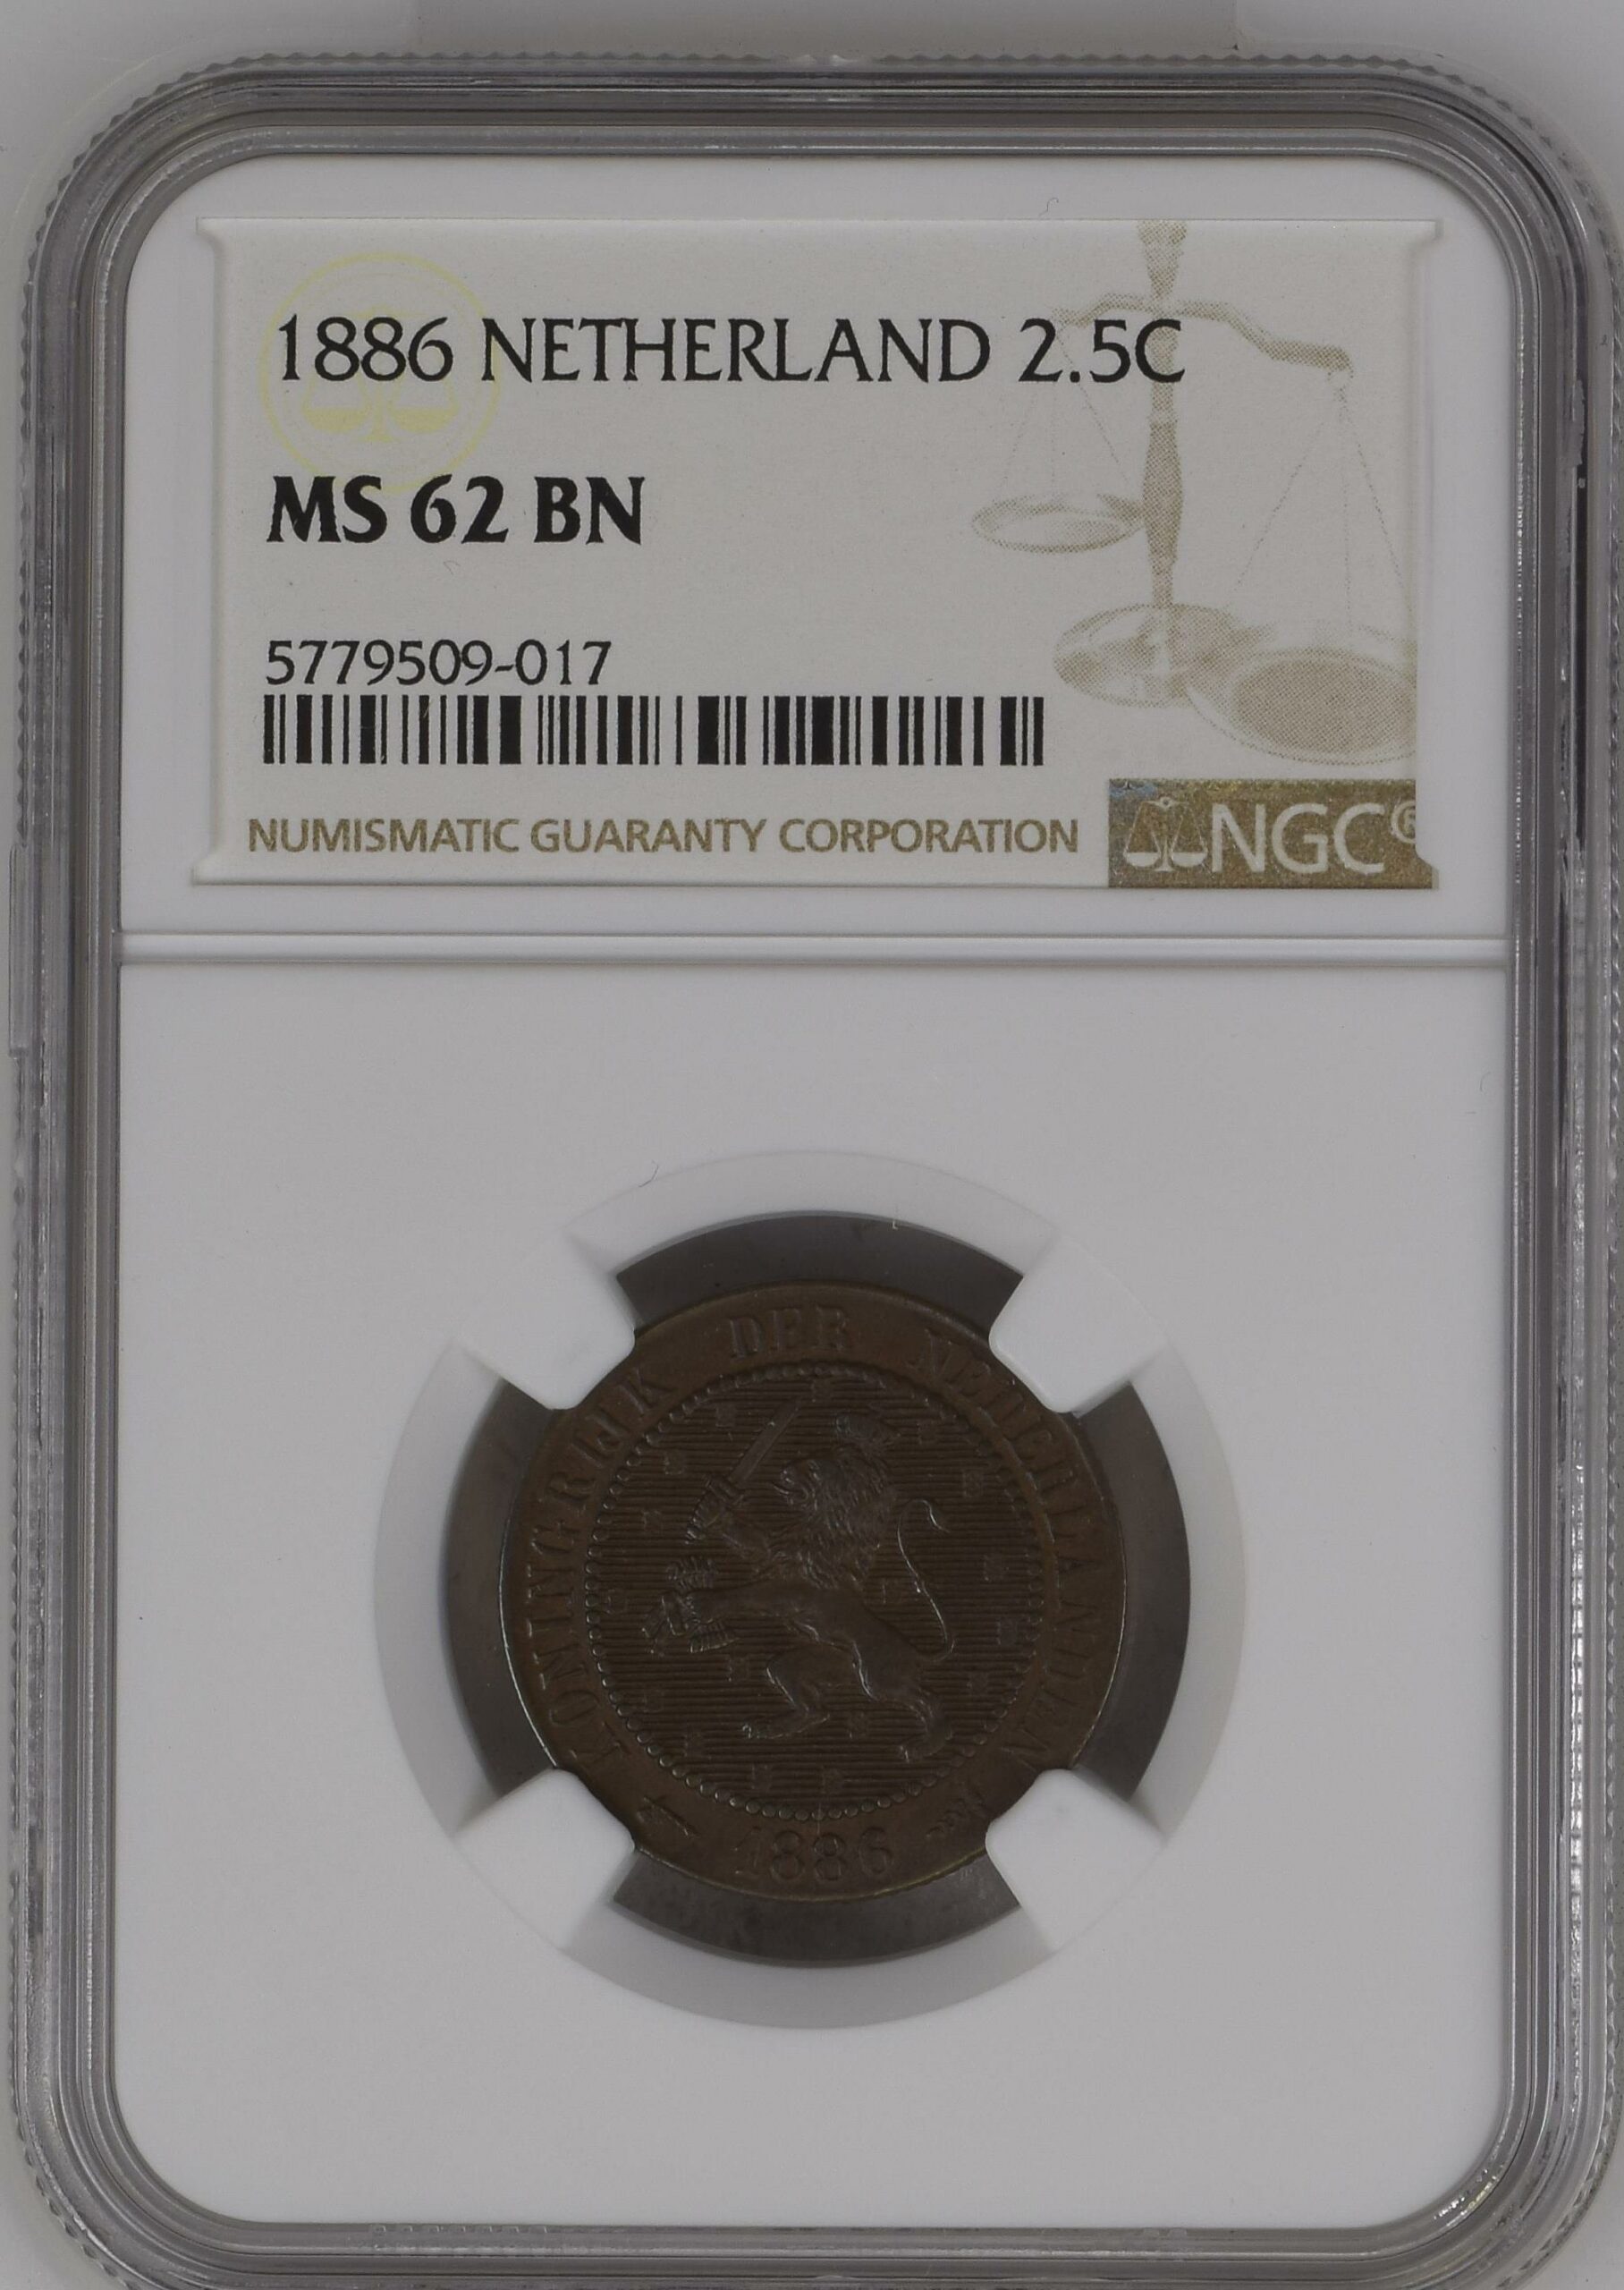 1886 NETHERLAND 2.5C
MS 62 BN
5779509-017
NUMISMATIC GUARANTY CORPORATION
NGC®
KONINGRIJK DER NEDERLANDEN
1886